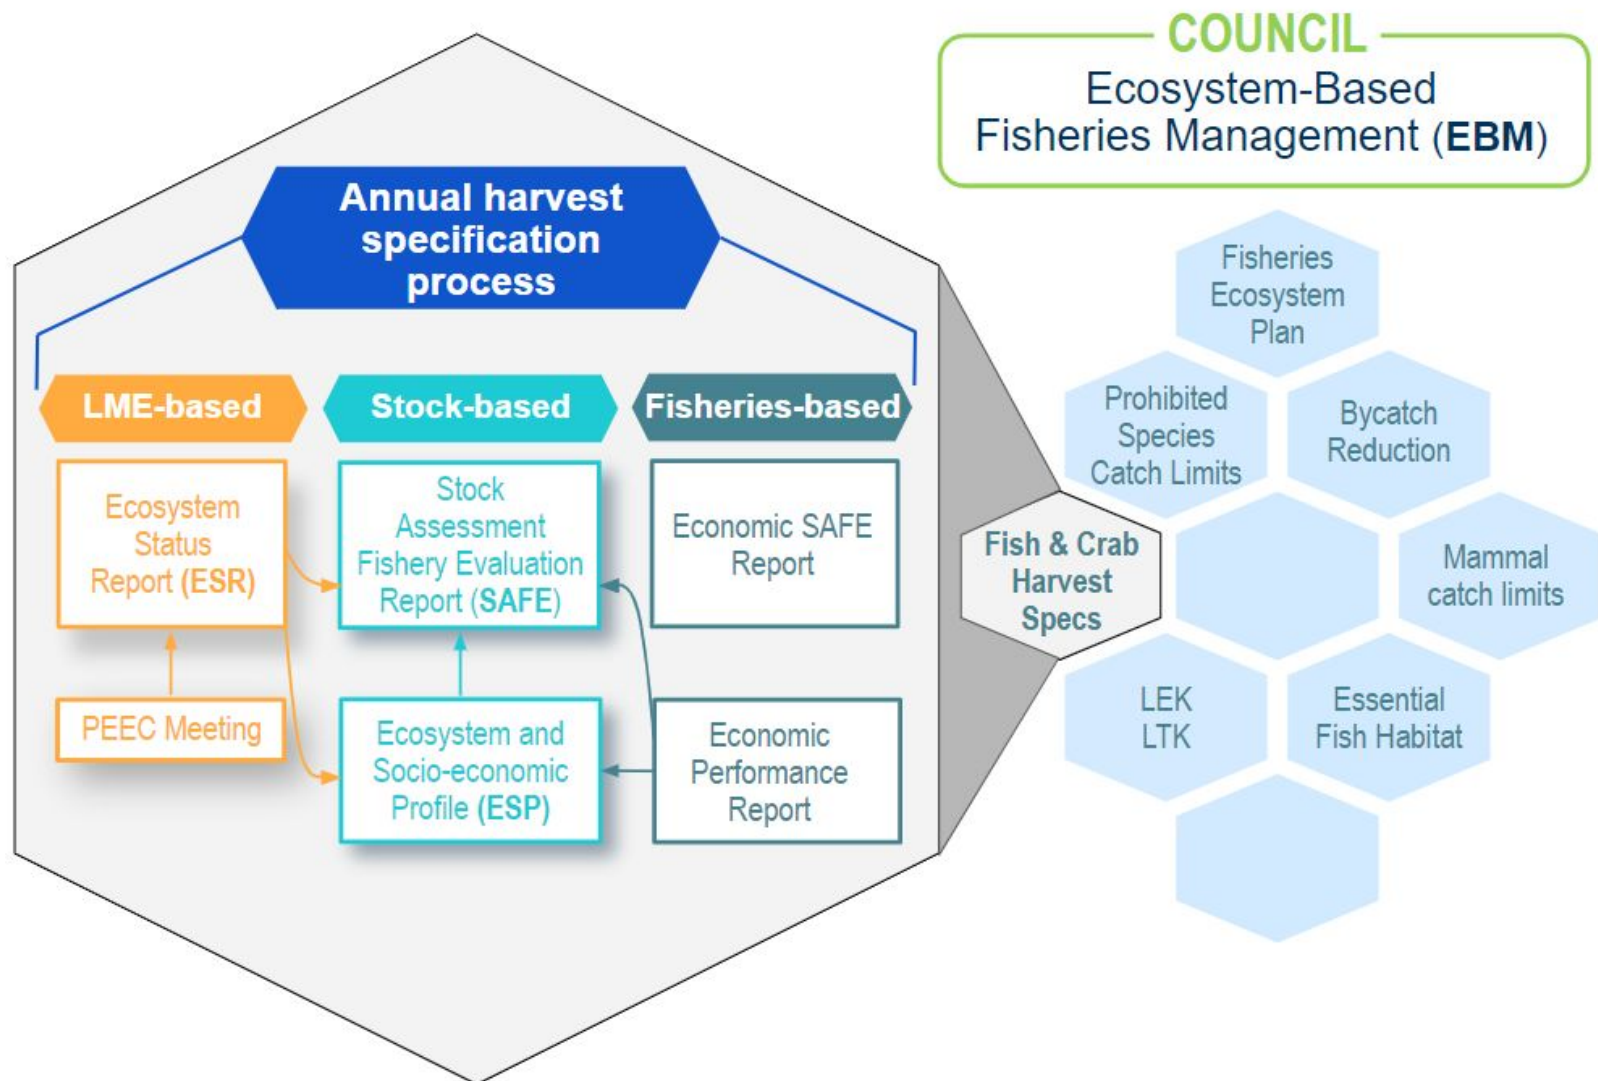 COUNCIL
Ecosystem-Based
Fisheries Management (EBM)
Annual harvest
specification
process
LME-based
Stock-based
Fisheries-based
Ecosystem
Status
Report (ESR)
PEEC Meeting
Stock
Assessment
Fishery Evaluation
Report (SAFE)
Ecosystem and
Socio-economic
Profile (ESP)
Economic SAFE
Report
Economic
Performance
Report
Fish & Crab
Harvest
Specs
Fisheries
Ecosystem
Plan
Prohibited
Species
Catch Limits
Bycatch
Reduction
Mammal
catch limits
LEK
LTK
Essential
Fish Habitat